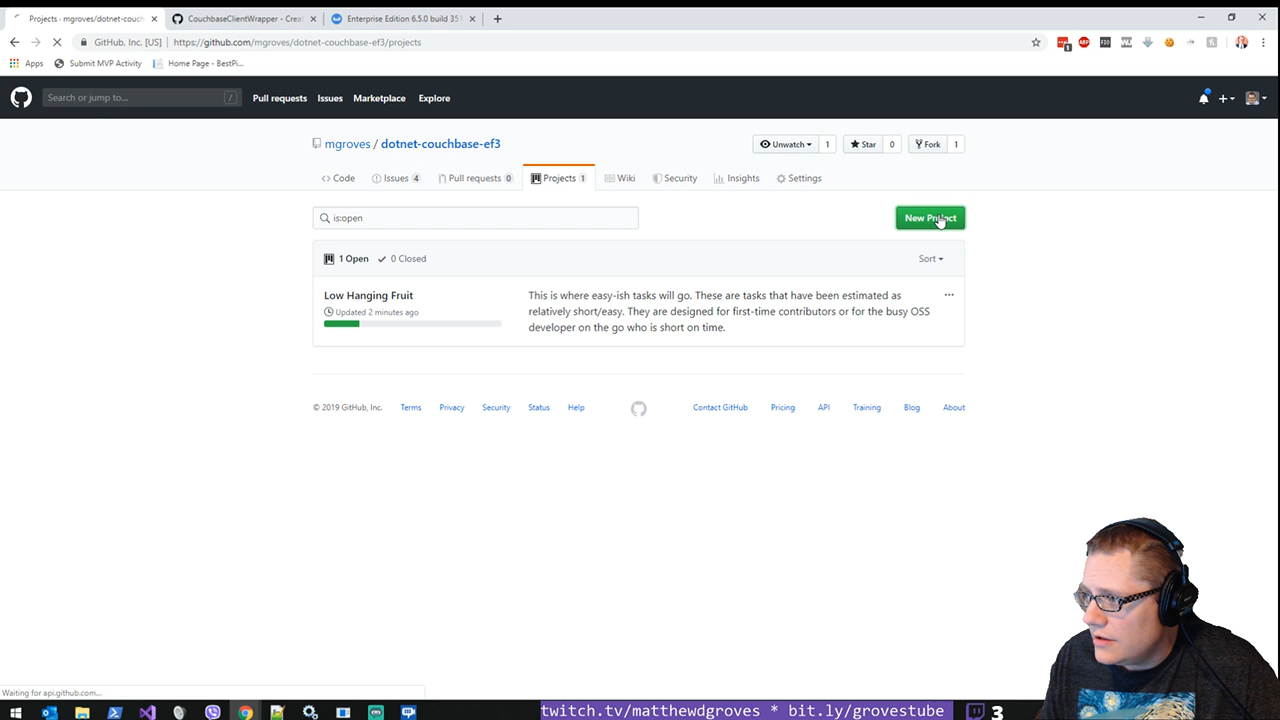 Projects · mgroves/dotnet-couch
CouchbaseClientWrapper - Crea
Enterprise Edition 6.5.0 build 351
GitHub, Inc. [US]
https://github.com/mgroves/dotnet-couchbase-ef3/projects
Apps
Submit MVP Activity
Home Page - BestPi...
Search or jump to...
/
Pull requests
Issues
Marketplace
Explore
mgroves / dotnet-couchbase-ef3
Unwatch 1
Star 0
Fork 1
Code
Issues 4
Pull requests 0
Projects 1
Wiki
Security
Insights
Settings
is:open
New Project
1 Open
0 Closed
Sort
Low Hanging Fruit
Updated 2 minutes ago
This is where easy-ish tasks will go. These are tasks that have been estimated as
relatively short/easy. They are designed for first-time contributors or for the busy OSS
developer on the go who is short on time.
© 2019 GitHub, Inc.
Terms
Privacy
Security
Status
Help
Contact GitHub
Pricing
API
Training
Blog
About
Waiting for api.github.com...
twitch.tv/matthewdgroves * bit.ly/grovestube
3